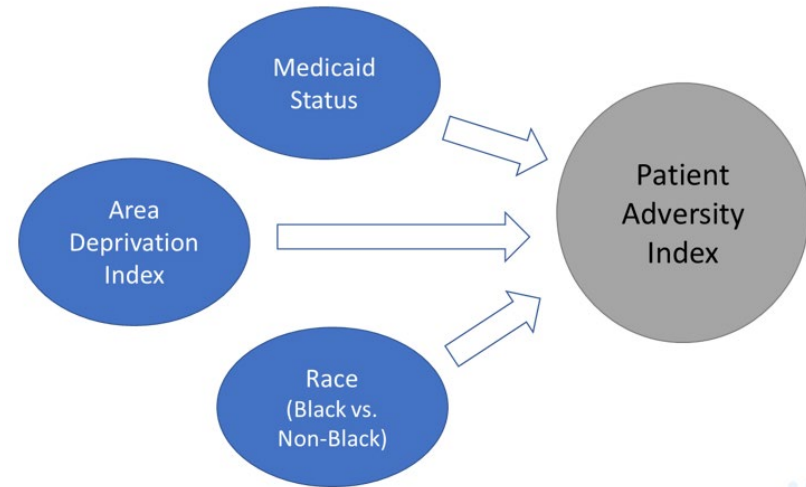 Medicaid
Status
Area
Deprivation
Index
Race
(Black vs.
Non-Black)
Patient
Adversity
Index